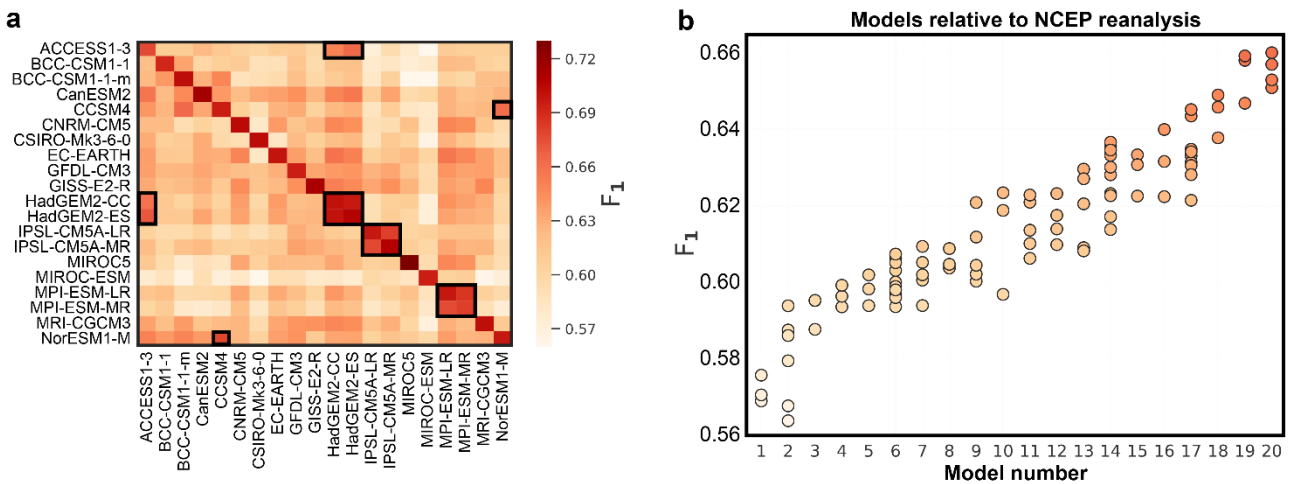 a
ACCESS1-3
BCC-CSM1-1
BCC-CSM1-1-m
CanESM2
CCSM4
CNRM-CM5
CSIRO-Mk3-6-0
EC-EARTH
GFDL-CM3
GISS-E2-R
HadGEM2-CC
HadGEM2-ES
IPSL-CM5A-LR
IPSL-CM5A-MR
MIROC5
MIROC-ESM
MPI-ESM-LR
MPI-ESM-MR
MRI-CGCM3
NorESM1-M
ACCESS1-3
BCC-CSM1-1
BCC-CSM1-1-m
CanESM2
CCSM4
CNRM-CM5
CSIRO-Mk3-6-0
EC-EARTH
GFDL-CM3
GISS-E2-R
HadGEM2-CC
HadGEM2-ES
IPSL-CM5A-LR
IPSL-CM5A-MR
MIROC5
MIROC-ESM
MPI-ESM-LR
MPI-ESM-MR
MRI-CGCM3
NorESM1-M
0.72
0.69
0.66
0.63
0.60
0.57
F1
b
Models relative to NCEP reanalysis
0.66
0.64
0.62
0.60
0.58
0.56
F1
1 2 3 4 5 6 7 8 9 10 11 12 13 14 15 16 17 18 19 20
Model number